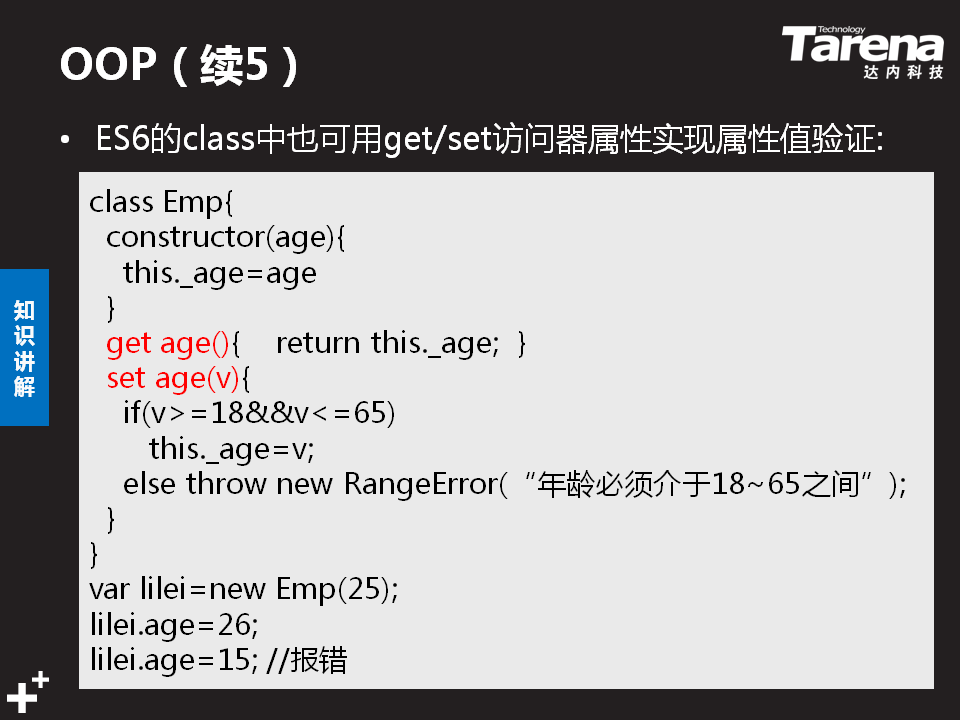 OOP（续5）
Technology
Tarena
达内科技
• ES6的class中也可用get/set访问器属性实现属性值验证:
知识讲解
class Emp{
  constructor(age){
    this._age=age
  }
  get age(){    return this._age;  }
  set age(v){
    if(v>=18&&v<=65)
      this._age=v;
    else throw new RangeError(“年龄必须介于18~65之间”);
  }
}
var lilei=new Emp(25);
lilei.age=26;
lilei.age=15; //报错